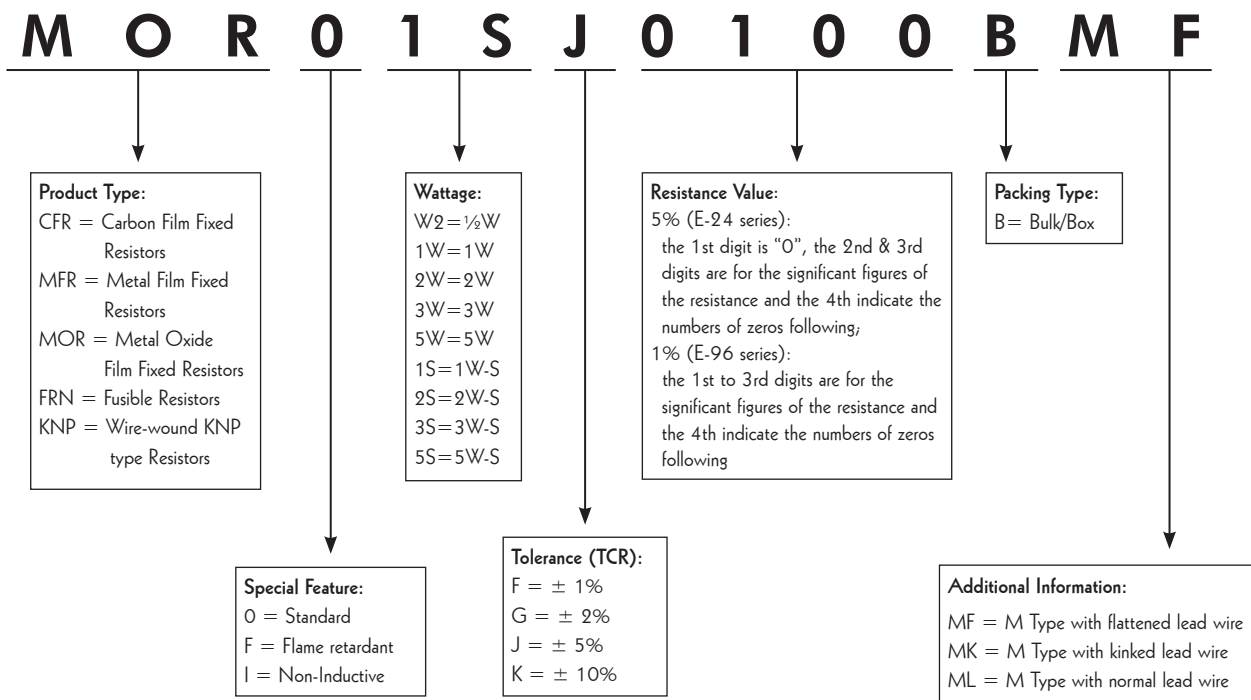 M O R 0 1 S J 0 1 0 0 B M F
Product Type:
CFR = Carbon Film Fixed
Resistors
MFR = Metal Film Fixed
Resistors
MOR = Metal Oxide
Film Fixed Resistors
FRN = Fusible Resistors
KNP = Wire-wound KNP
type Resistors
Wattage:
W2=½W
1W=1W
2W=2W
3W=3W
5W=5W
1S=1W-S
2S=2W-S
3S=3W-S
5S=5W-S
Resistance Value:
5% (E-24 series):
the 1st digit is “0”, the 2nd & 3rd
digits are for the significant figures of
the resistance and the 4th indicate the
numbers of zeros following;
1% (E-96 series):
the 1st to 3rd digits are for the
significant figures of the resistance and
the 4th indicate the numbers of zeros
following
Packing Type:
B= Bulk/Box
Special Feature:
0 = Standard
F = Flame retardant
I = Non-Inductive
Tolerance (TCR):
F = ± 1%
G = ± 2%
J = ± 5%
K = ± 10%
Additional Information:
MF = M Type with flattened lead wire
MK = M Type with kinked lead wire
ML = M Type with normal lead wire